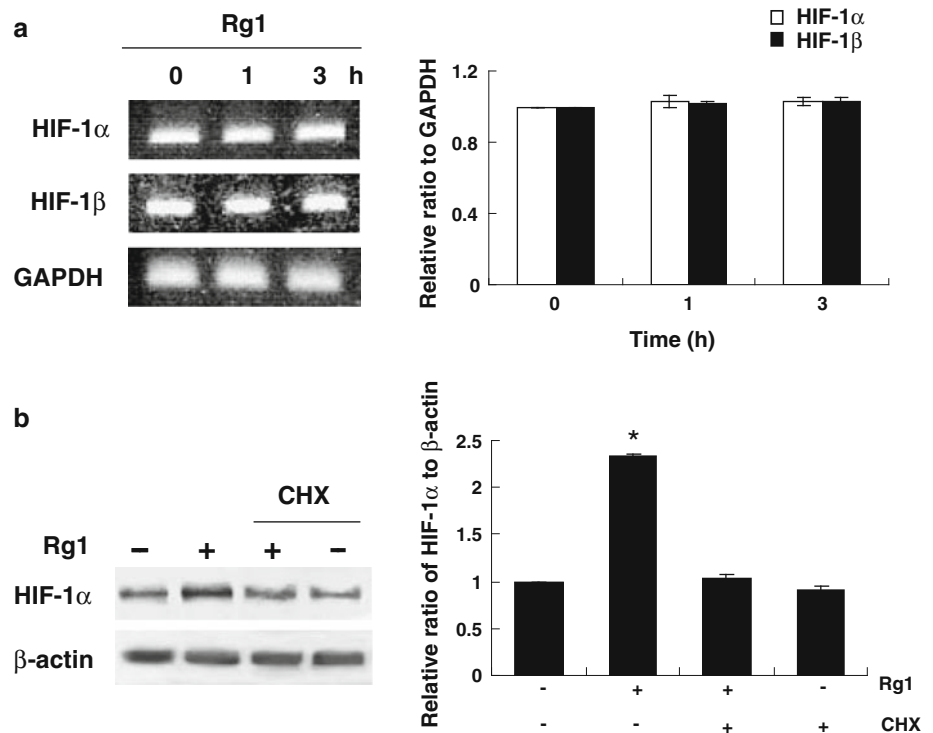 a
Rg1
0 1 3 h
HIF-1α
HIF-1β
GAPDH
HIF-1α
HIF-1β
Relative ratio to GAPDH
1.2
0.8
0.4
0
0 1 3
Time (h)
b
CHX
Rg1 − + + −
HIF-1α
β-actin
Relative ratio of HIF-1α to β-actin
2.5
2
1.5
1
0.5
0
*
- + + - Rg1
- - + + CHX